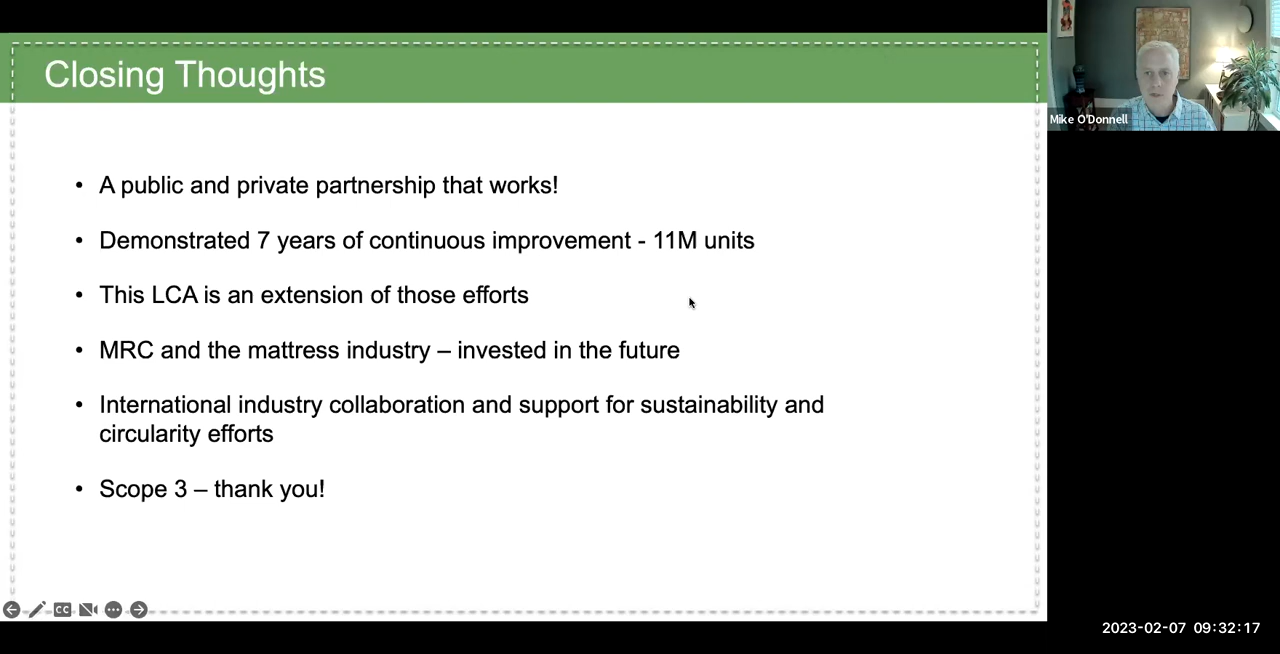 Closing Thoughts
• A public and private partnership that works!
• Demonstrated 7 years of continuous improvement - 11M units
• This LCA is an extension of those efforts
• MRC and the mattress industry – invested in the future
• International industry collaboration and support for sustainability and
circularity efforts
• Scope 3 – thank you!
CC
Mike O'Donnell
2023-02-07 09:32:17